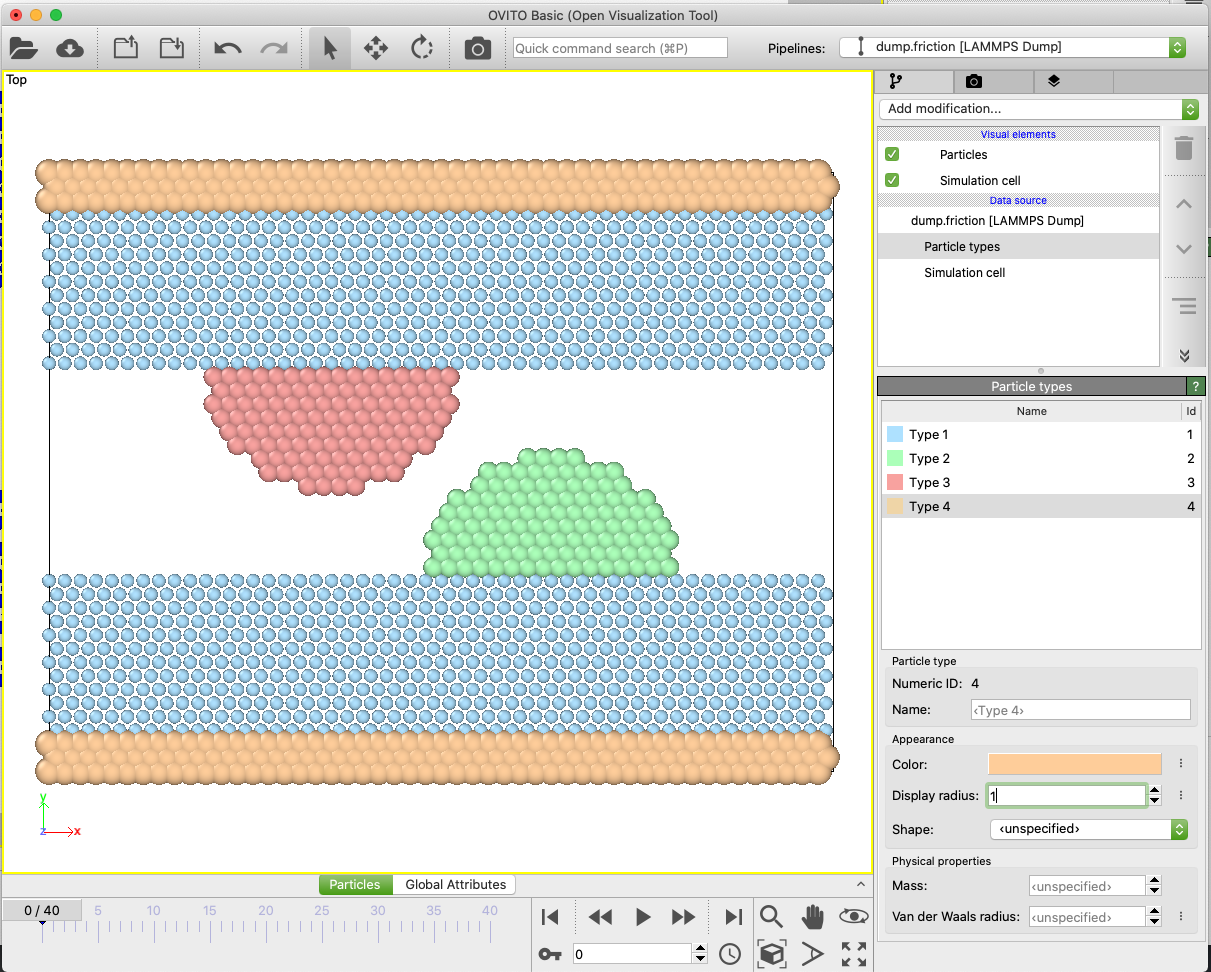 OVITO Basic (Open Visualization Tool)
Quick command search (⌘P)
Pipelines:
dump.friction [LAMMPS Dump]
Top
Add modification...
Visual elements
Particles
Simulation cell
Data source
dump.friction [LAMMPS Dump]
Particle types
Simulation cell
Particle types
?
Name
Id
Type 1
1
Type 2
2
Type 3
3
Type 4
4
Particle type
Numeric ID: 4
Name: ‹Type 4›
Appearance
Color:
Display radius: 1
Shape: ‹unspecified›
Physical properties
Mass: ‹unspecified›
Van der Waals radius: ‹unspecified›
y
z
x
Particles
Global Attributes
0 / 40
5
10
15
20
25
30
35
40
0